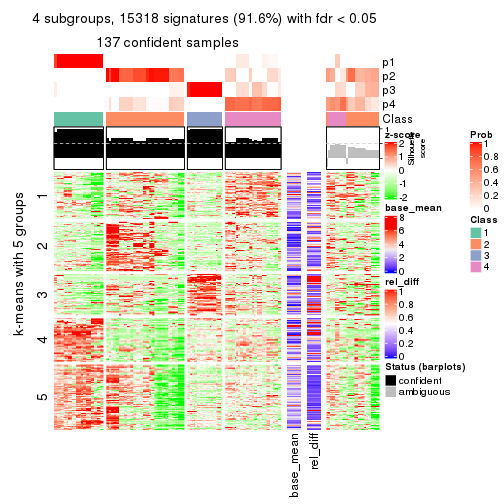 4 subgroups, 15318 signatures (91.6%) with fdr < 0.05
137 confident samples
p1
p2
p3
p4
Class
1
Silhouette
score
z-score
2
1
0
-1
-2
Prob
1
0.8
0.6
0.4
0.2
0
k-means with 5 groups
1
2
3
4
5
base_mean
8
6
4
2
0
Class
1
2
3
4
rel_diff
1
0.8
0.6
0.4
0.2
0
Status (barplots)
confident
ambiguous
base_mean
rel_diff